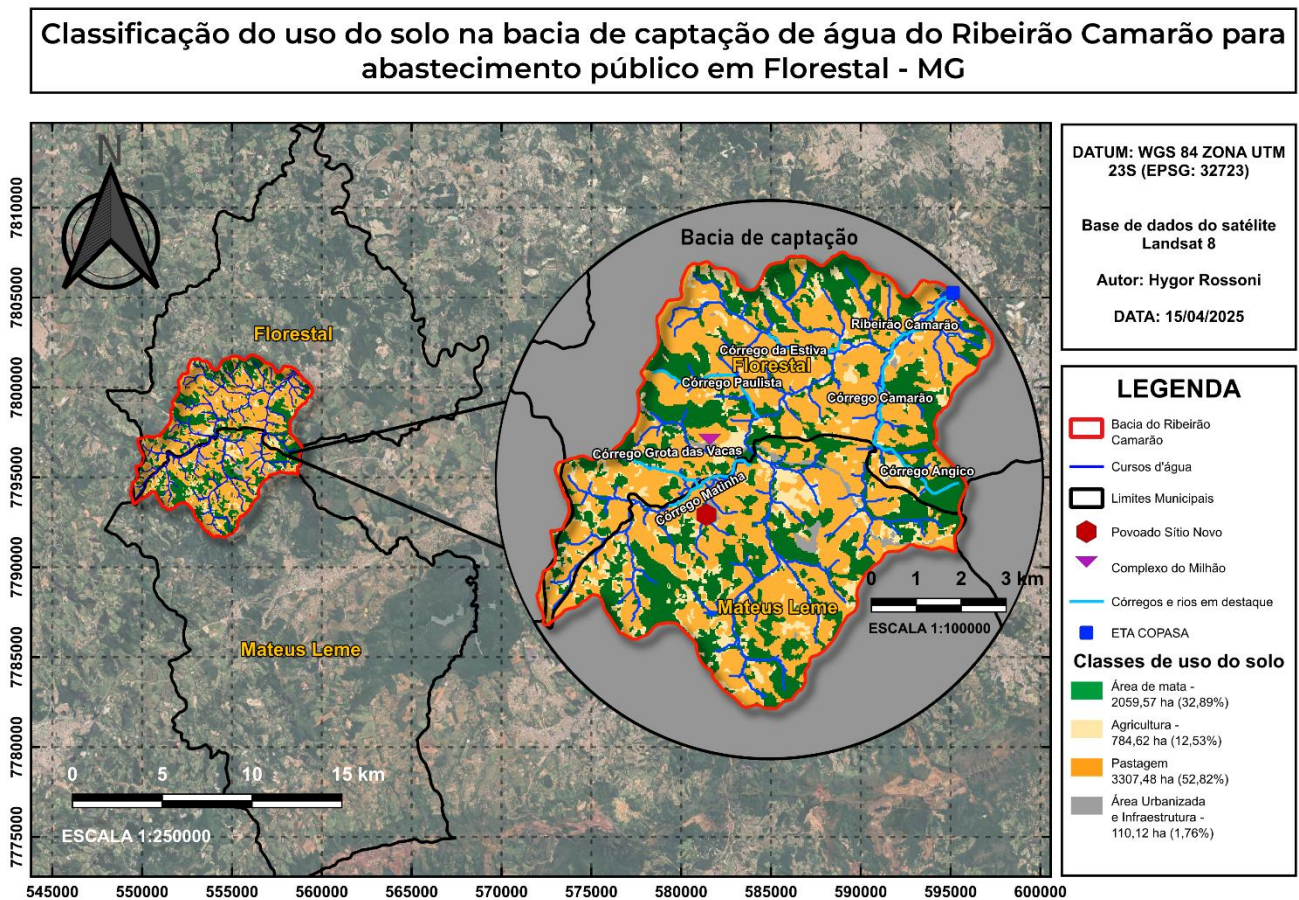 Classificação do uso do solo na bacia de captação de água do Ribeirão Camarão para
abastecimento público em Florestal - MG
N
Florestal
Mateus Leme
0 5 10 15 km
ESCALA 1:250000
7810000
7805000
7800000
7795000
7790000
7785000
7780000
7775000
545000 550000 555000 560000 565000 570000 575000 580000 585000 590000 595000 600000
Bacia de captação
Ribeirão Camarão
Córrego da Estiva
Florestal
Córrego Paulista
Córrego Camarão
Córrego Grota das Vacas
Córrego Angico
Córrego Matinha
0 1 2 3 km
Mateus Leme
ESCALA 1:100000
DATUM: WGS 84 ZONA UTM
23S (EPSG: 32723)
Base de dados do satélite
Landsat 8
Autor: Hygor Rossoni
DATA: 15/04/2025
LEGENDA
Bacia do Ribeirão
Camarão
Cursos d'água
Limites Municipais
Povoado Sítio Novo
Complexo do Milhão
Córregos e rios em destaque
ETA COPASA
Classes de uso do solo
Área de mata -
2059,57 ha (32,89%)
Agricultura -
784,62 ha (12,53%)
Pastagem
3307,48 ha (52,82%)
Área Urbanizada
e Infraestrutura -
110,12 ha (1,76%)